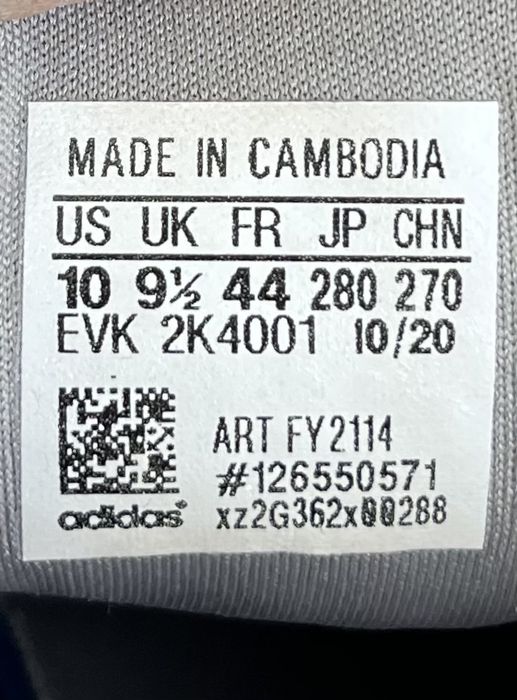 MADE IN CAMBODIA
US UK FR JP CHN
10 9½ 44 280 270
EVK 2K4001 10/20
ART FY2114
#126550571
adidas xz2G362x00288